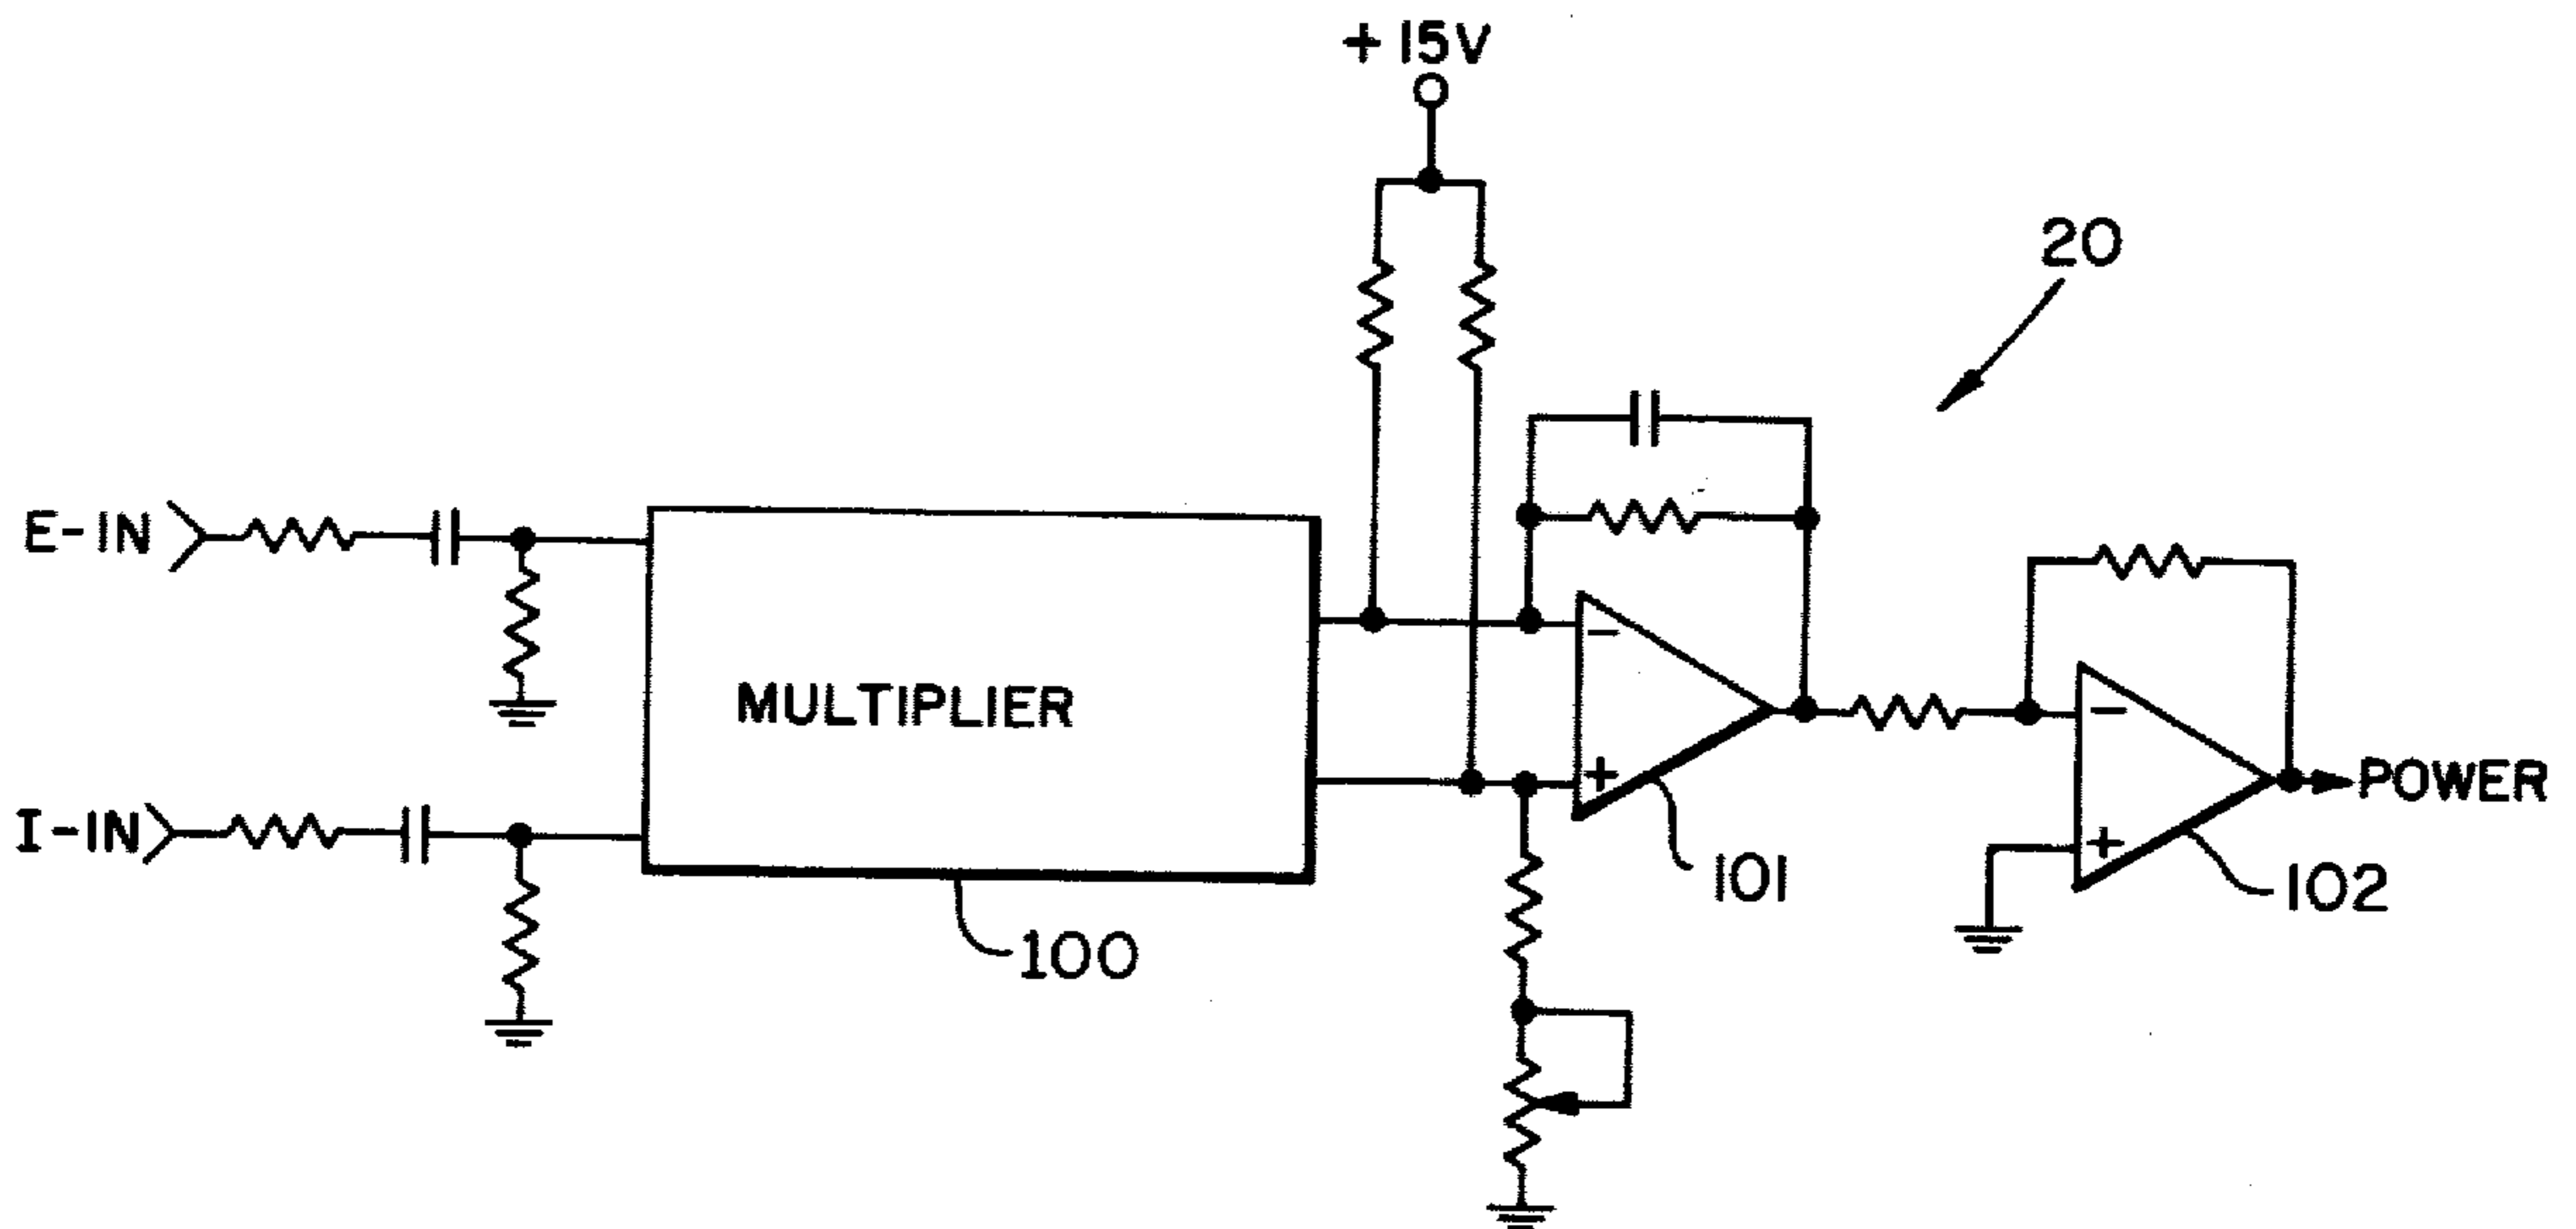 +15V
20
E-IN
MULTIPLIER
I-IN
100
-
+
101
-
+
102
POWER